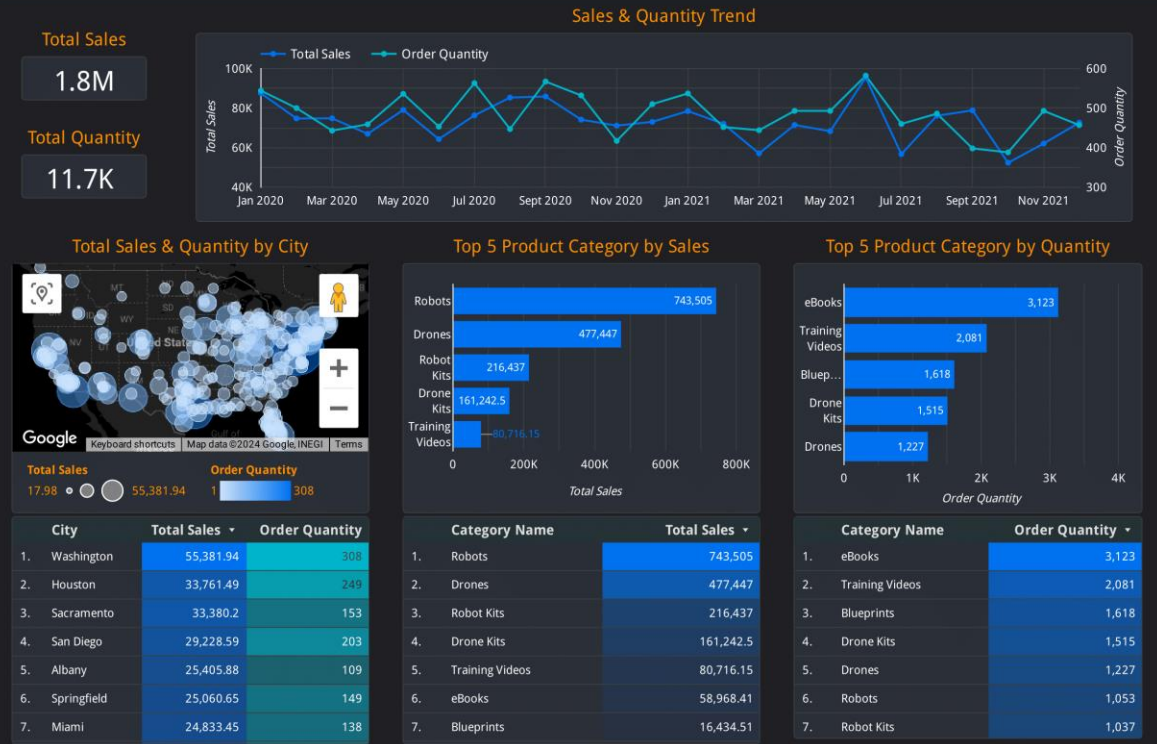 Sales & Quantity Trend
Total Sales
1.8M
Total Quantity
11.7K
Total Sales Order Quantity
100K 600
80K 500
60K 400
40K 300
Total Sales
Order Quantity
Jan 2020 Mar 2020 May 2020 Jul 2020 Sept 2020 Nov 2020 Jan 2021 Mar 2021 May 2021 Jul 2021 Sept 2021 Nov 2021
Total Sales & Quantity by City
MT
ND
SD
ID
WY
NE
NV
UT
United States
Google
Keyboard shortcuts Map data ©2024 Google, INEGI Terms
Total Sales Order Quantity
17.98 55,381.94 1 308
Top 5 Product Category by Sales
Robots 743,505
Drones 477,447
Robot Kits 216,437
Drone Kits 161,242.5
Training Videos 80,716.15
0 200K 400K 600K 800K
Total Sales
Top 5 Product Category by Quantity
eBooks 3,123
Training Videos 2,081
Bluep... 1,618
Drone Kits 1,515
Drones 1,227
0 1K 2K 3K 4K
Order Quantity
City Total Sales Order Quantity
1. Washington 55,381.94 308
2. Houston 33,761.49 249
3. Sacramento 33,380.2 153
4. San Diego 29,228.59 203
5. Albany 25,405.88 109
6. Springfield 25,060.65 149
7. Miami 24,833.45 138
Category Name Total Sales
1. Robots 743,505
2. Drones 477,447
3. Robot Kits 216,437
4. Drone Kits 161,242.5
5. Training Videos 80,716.15
6. eBooks 58,968.41
7. Blueprints 16,434.51
Category Name Order Quantity
1. eBooks 3,123
2. Training Videos 2,081
3. Blueprints 1,618
4. Drone Kits 1,515
5. Drones 1,227
6. Robots 1,053
7. Robot Kits 1,037